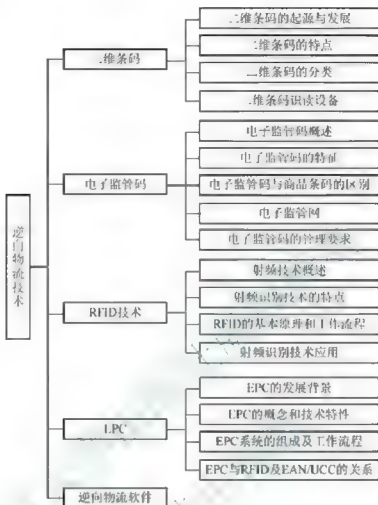 逆向物流技术
二维条码
二维条码的起源与发展
二维条码的特点
二维条码的分类
二维条码识读设备
电子监管码
电子监管码概述
电子监管码的特征
电子监管码与商品条码的区别
电子监管网
电子监管码的管理要求
RFID技术
射频技术概述
射频识别技术的特点
RFID的基本原理和工作流程
射频识别技术应用
EPC
EPC的发展背景
EPC的概念和技术特性
EPC系统的组成及工作流程
EPC与RFID及EAN/UCC的关系
逆向物流软件